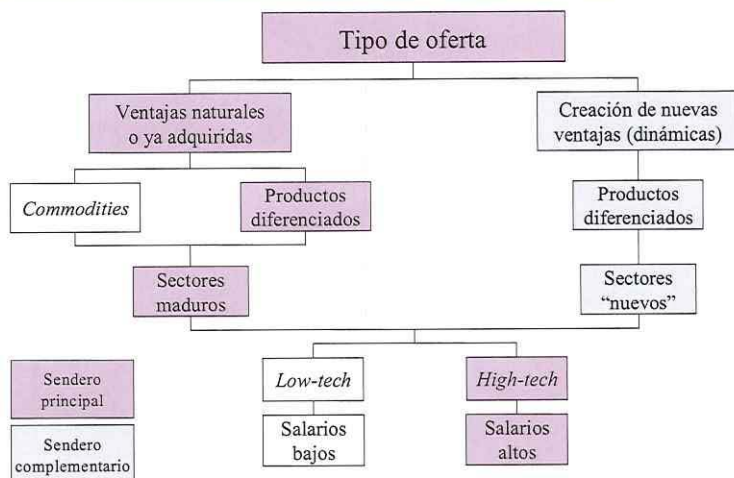 Tipo de oferta
Ventajas naturales
o ya adquiridas
Creación de nuevas
ventajas (dinámicas)
Commodities
Productos
diferenciados
Productos
diferenciados
Sectores
maduros
Sectores
“nuevos”
Sendero
principal
Low-tech
High-tech
Sendero
complementario
Salarios
bajos
Salarios
altos